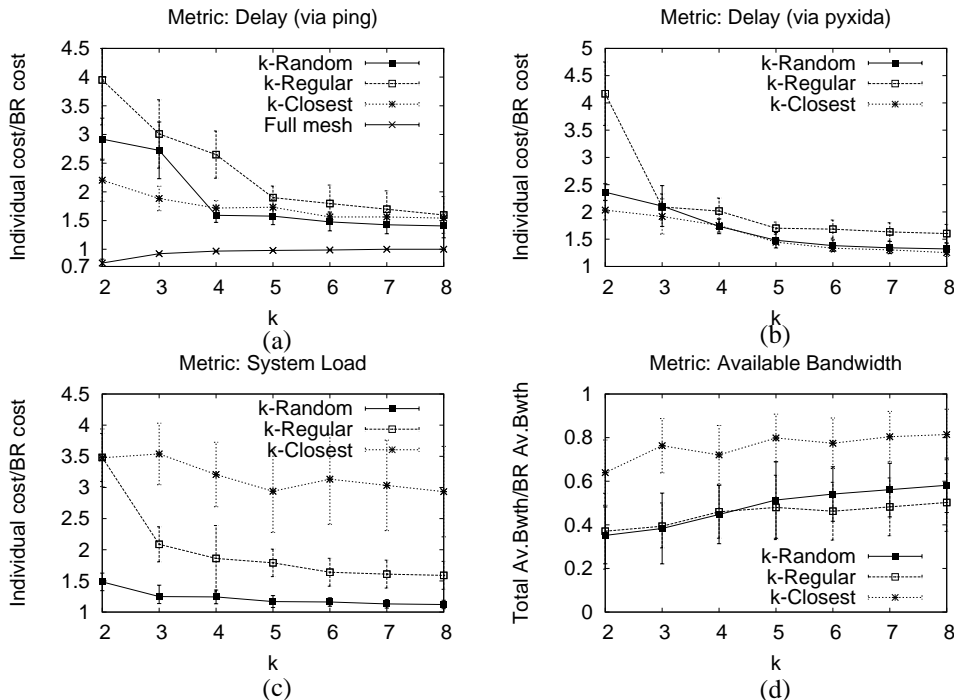 Metric: Delay (via ping)
Individual cost/BR cost
4.5
4
3.5
3
2.5
2
1.5
1
0.7
k-Random
k-Regular
k-Closest
Full mesh
2 3 4 5 6 7 8
k
(a)
Metric: Delay (via pyxida)
Individual cost/BR cost
5
4.5
4
3.5
3
2.5
2
1.5
1
k-Random
k-Regular
k-Closest
2 3 4 5 6 7 8
k
(b)
Metric: System Load
Individual cost/BR cost
4.5
4
3.5
3
2.5
2
1.5
1
k-Random
k-Regular
k-Closest
2 3 4 5 6 7 8
k
(c)
Metric: Available Bandwidth
Total Av.Bwth/BR Av.Bwth
1
0.8
0.6
0.4
0.2
0
k-Random
k-Regular
k-Closest
2 3 4 5 6 7 8
k
(d)